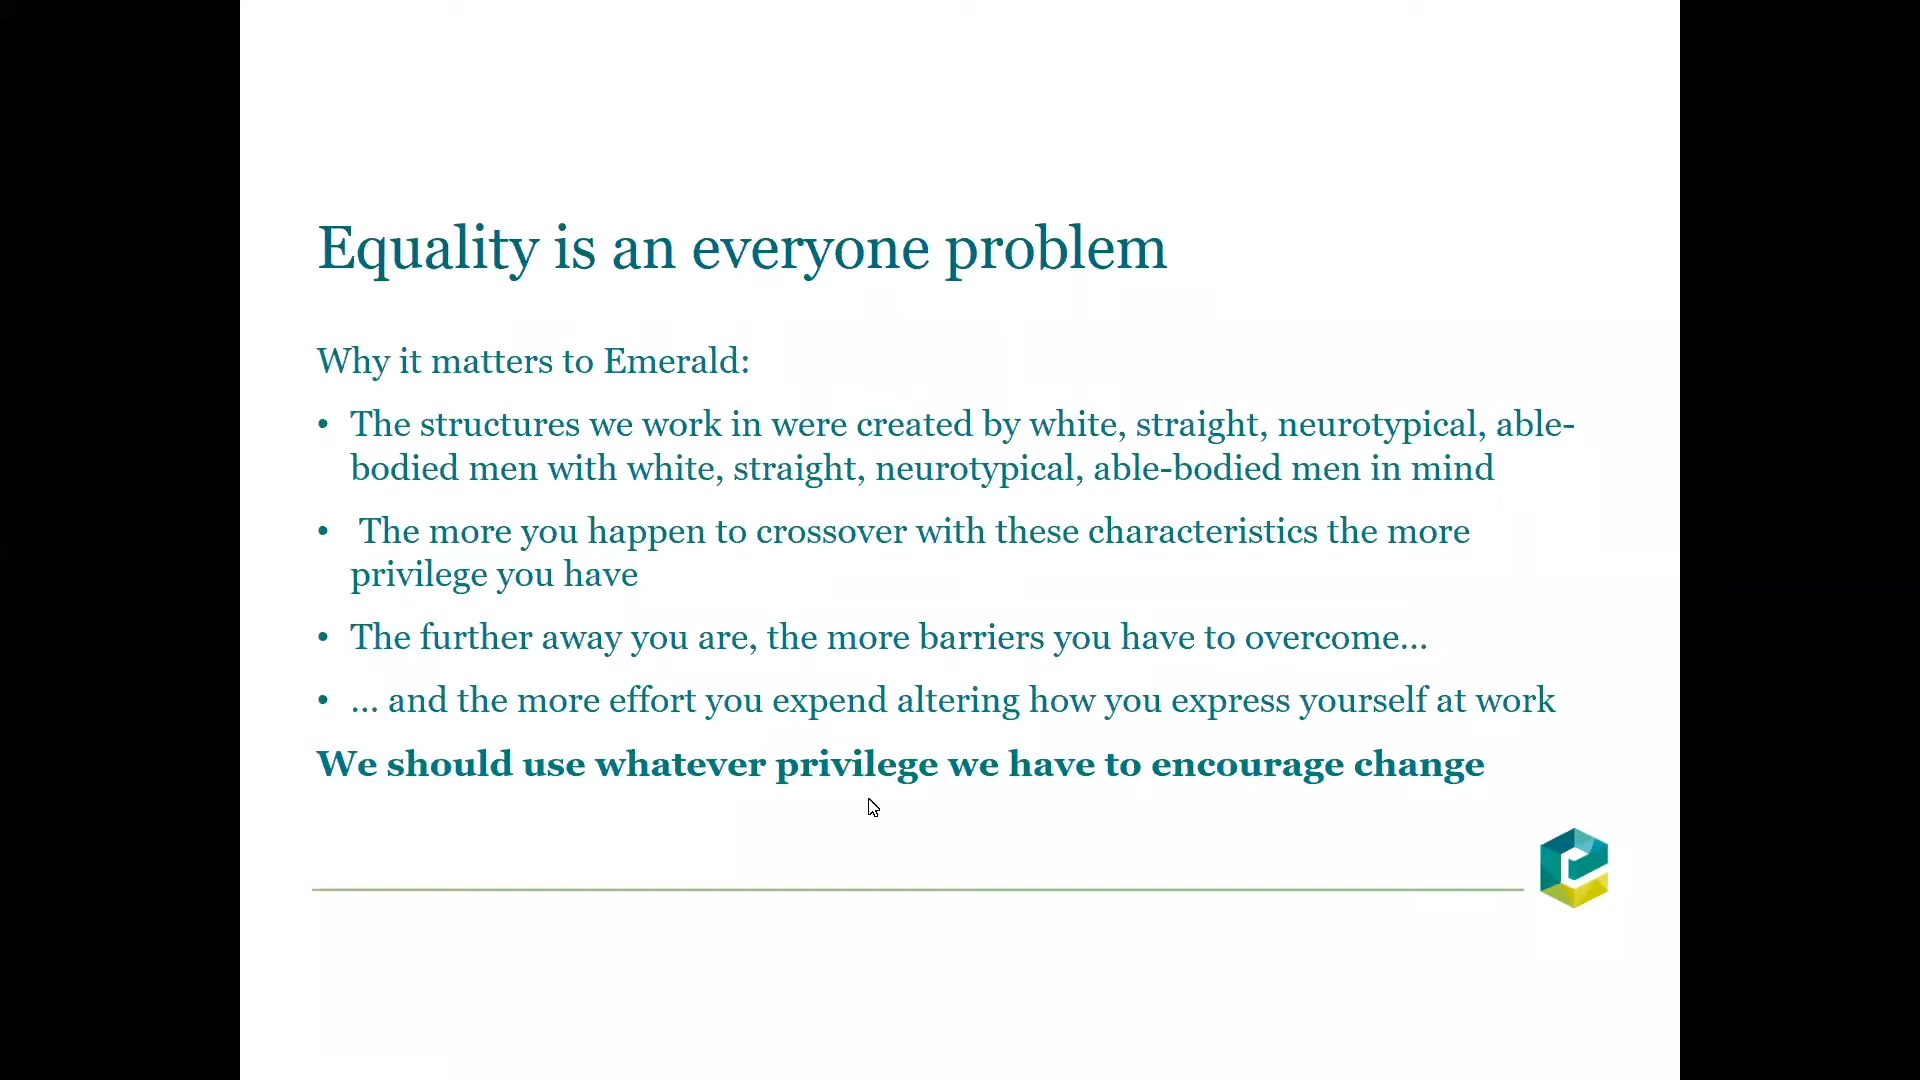 Equality is an everyone problem
Why it matters to Emerald:
• The structures we work in were created by white, straight, neurotypical, able-
bodied men with white, straight, neurotypical, able-bodied men in mind
• The more you happen to crossover with these characteristics the more
privilege you have
• The further away you are, the more barriers you have to overcome...
• ... and the more effort you expend altering how you express yourself at work
We should use whatever privilege we have to encourage change